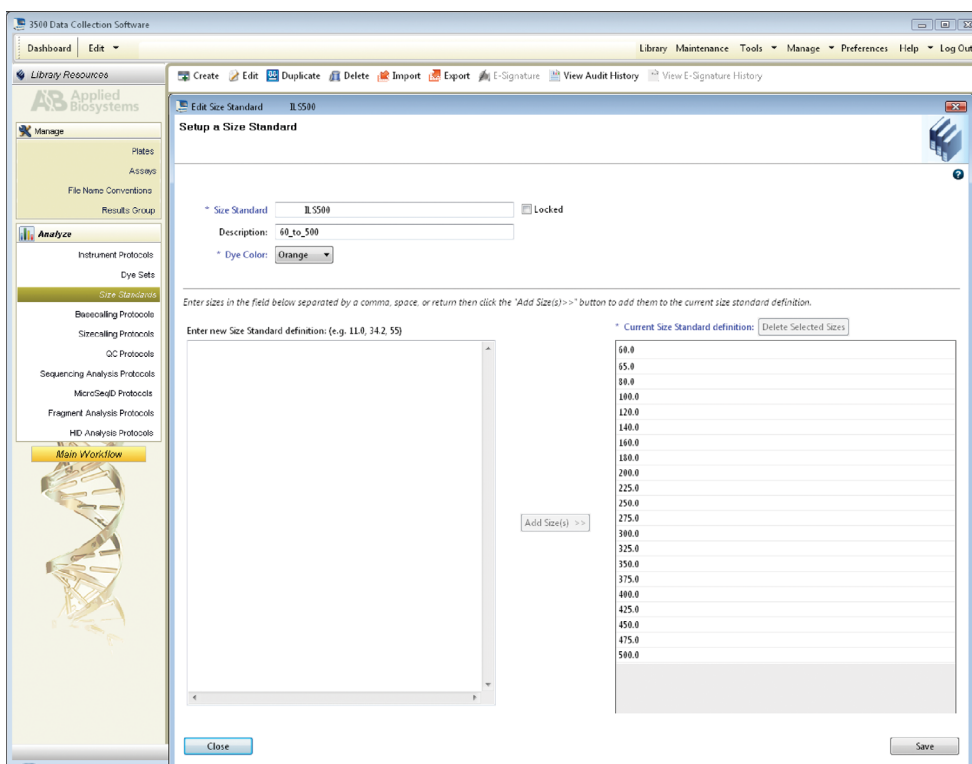 3500 Data Collection Software
Dashboard Edit Library Maintenance Tools Manage Preferences Help Log Out
Library Resources
Create Edit Duplicate Delete Import Export E-Signature View Audit History View E-Signature History
AB Applied Biosystems
Manage
Plates
Assays
File Name Conventions
Results Group
Analyze
Instrument Protocols
Dye Sets
Size Standards
Basecalling Protocols
Sizecalling Protocols
QC Protocols
Sequencing Analysis Protocols
MicroSeqID Protocols
Fragment Analysis Protocols
HID Analysis Protocols
Main Workflow
Edit Size Standard ILS500
Setup a Size Standard
* Size Standard ILS500 Locked
Description: 60_to_500
* Dye Color: Orange
Enter sizes in the field below separated by a comma, space, or return then click the "Add Size(s)>>" button to add them to the current size standard definition.
Enter new Size Standard definition: {e.g. 11.0, 34.2, 55}
Add Size(s) >>
* Current Size Standard definition: Delete Selected Sizes
60.0
65.0
80.0
100.0
120.0
140.0
160.0
180.0
200.0
225.0
250.0
275.0
300.0
325.0
350.0
375.0
400.0
425.0
450.0
475.0
500.0
Close Save